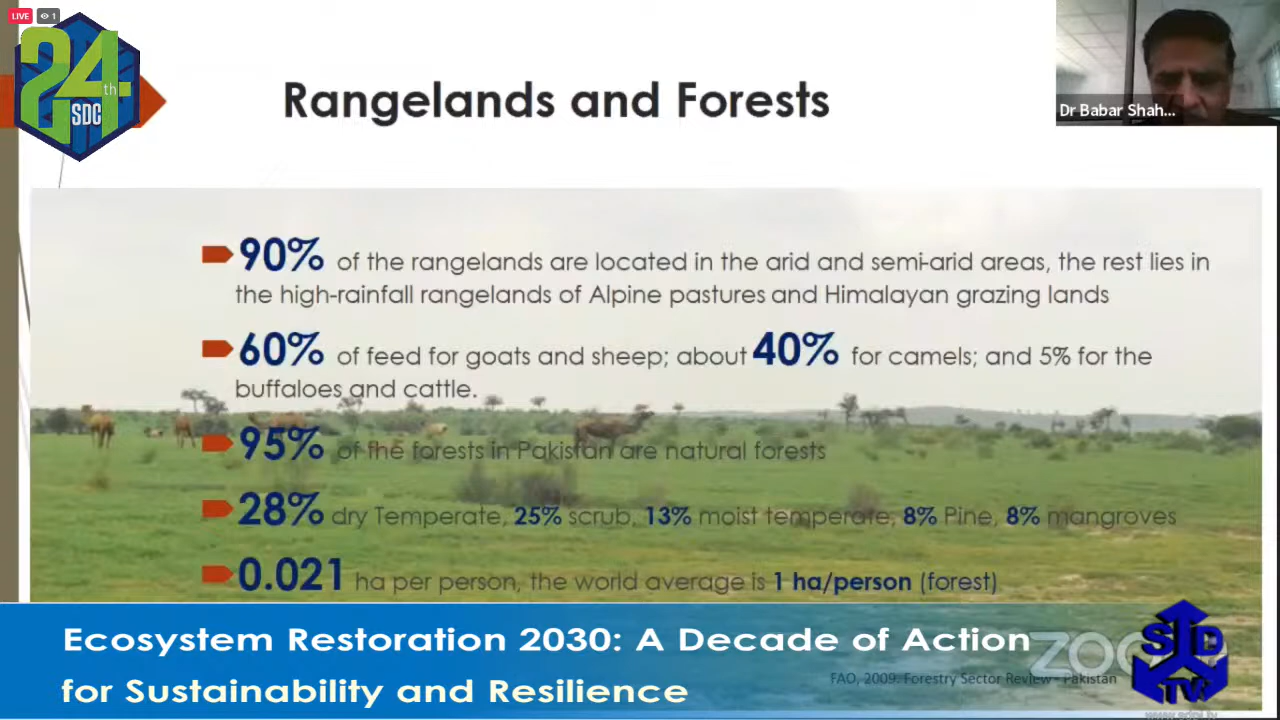 LIVE 1
24th
SDC
Rangelands and Forests
Dr Babar Shah...
90% of the rangelands are located in the arid and semi-arid areas, the rest lies in
the high-rainfall rangelands of Alpine pastures and Himalayan grazing lands
60% of feed for goats and sheep; about 40% for camels; and 5% for the
buffaloes and cattle.
95% of the forests in Pakistan are natural forests
28% dry Temperate, 25% scrub, 13% moist temperate, 8% Pine, 8% mangroves
0.021 ha per person, the world average is 1 ha/person (forest)
Ecosystem Restoration 2030: A Decade of Action
for Sustainability and Resilience
FAO, 2009. Forestry Sector Review - Pakistan
SD
TV